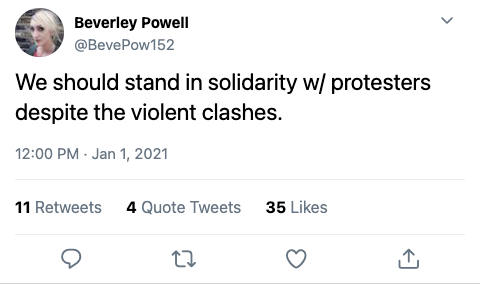 Beverley Powell
@BevePow152
We should stand in solidarity w/ protesters
despite the violent clashes.
12:00 PM · Jan 1, 2021
11 Retweets 4 Quote Tweets 35 Likes